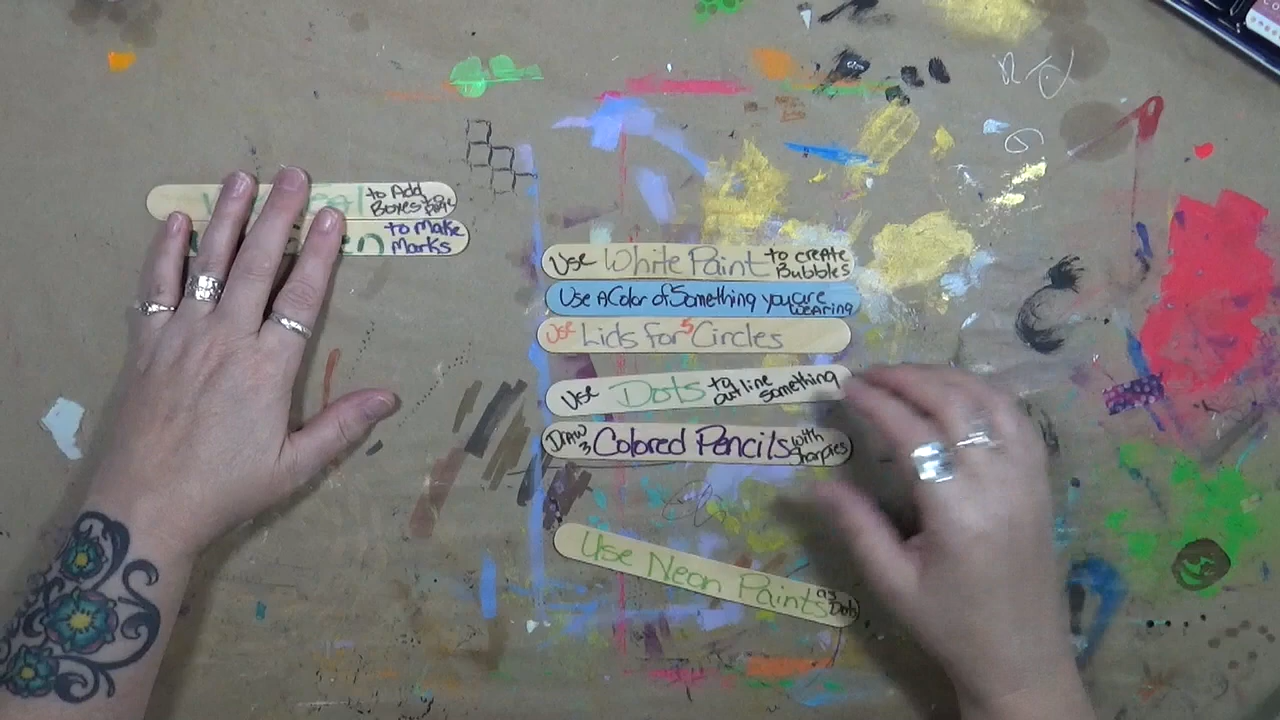 to Add
Boxes to
to Make
Marks
Use White Paint to create
Bubbles
Use A Color of Something you are
wearing
Use Lids for 5 Circles
Use Dots to
outline something
Draw
3 Colored Pencils with
Sharpies
Use Neon Paints as
Dots